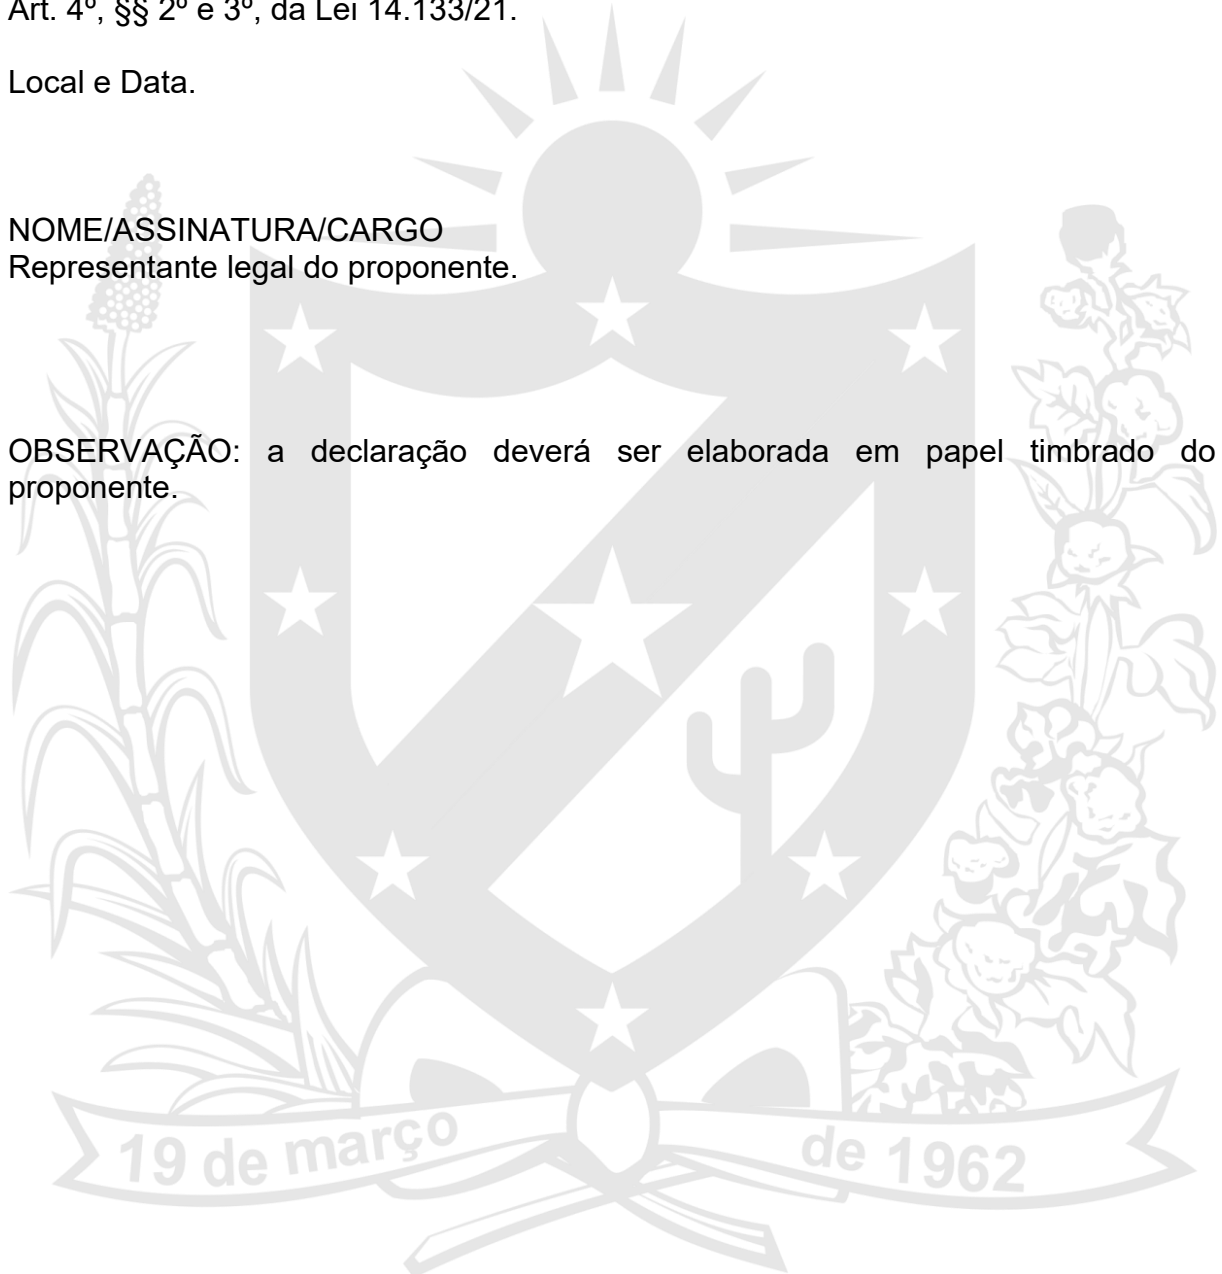 Art. 4º, §§ 2º e 3º, da Lei 14.133/21.
Local e Data.
NOME/ASSINATURA/CARGO
Representante legal do proponente.
OBSERVAÇÃO: a declaração deverá ser elaborada em papel timbrado do
proponente.
19 de março de 1962